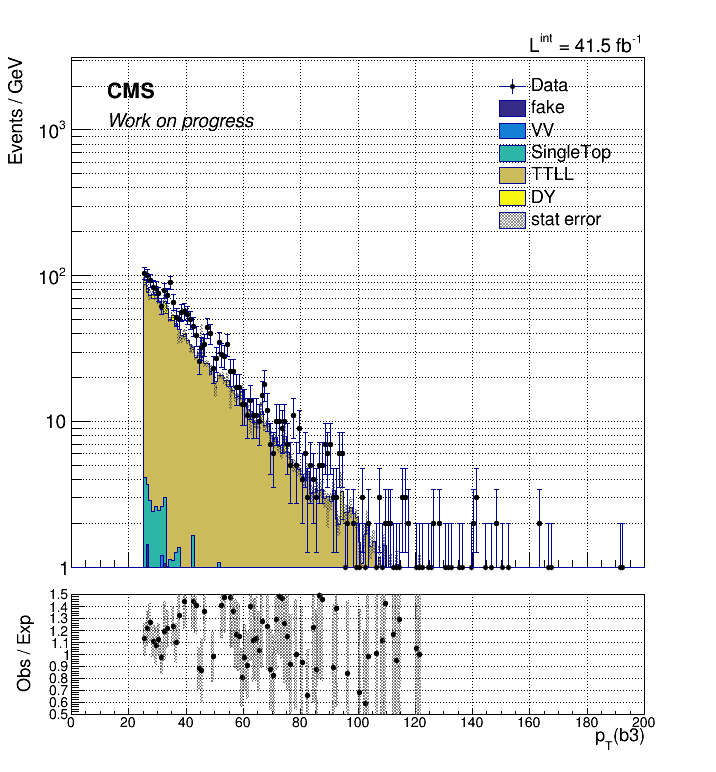 L^int = 41.5 fb^-1
Events / GeV
CMS
Work on progress
Data
fake
VV
SingleTop
TTLL
DY
stat error
10^3
10^2
10
1
Obs / Exp
1.5
1.4
1.3
1.2
1.1
1
0.9
0.8
0.7
0.6
0.5
0 20 40 60 80 100 120 140 160 180 200
p_T(b3)